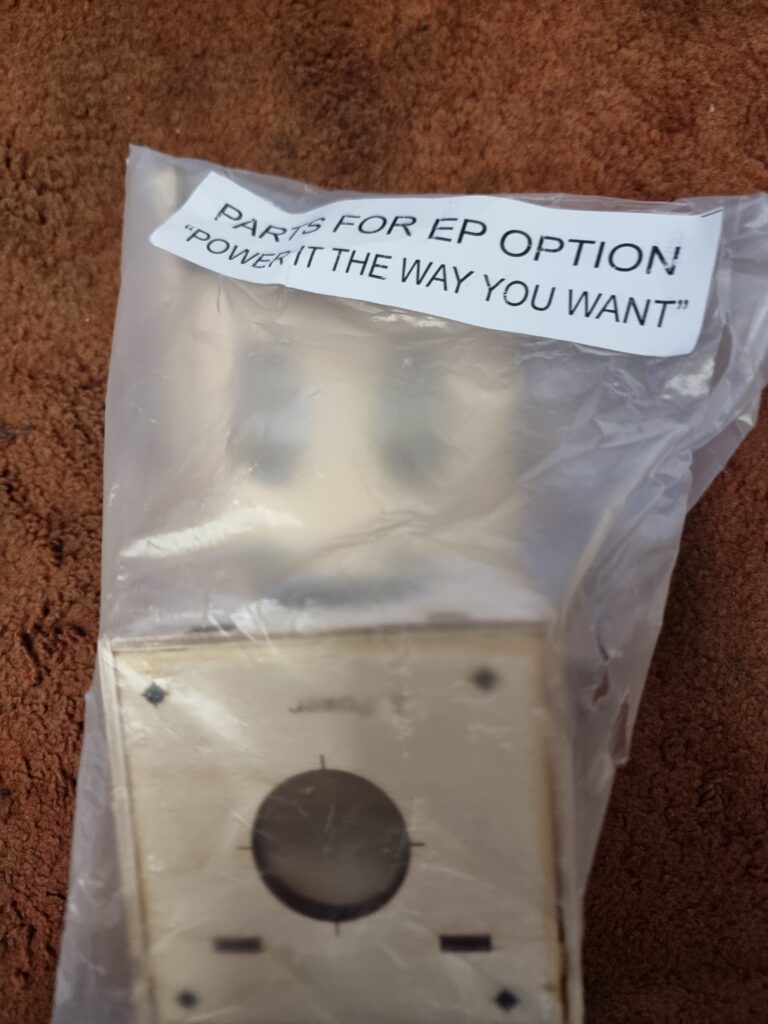 PARTS FOR EP OPTION
“POWER IT THE WAY YOU WANT”